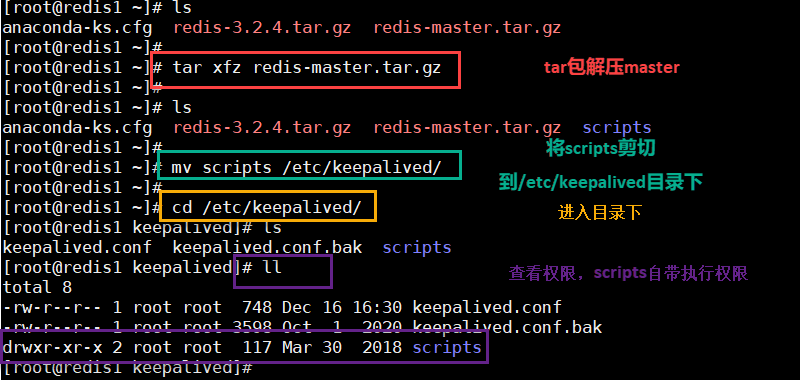 [root@redis1 ~]# ls
anaconda-ks.cfg  redis-3.2.4.tar.gz  redis-master.tar.gz
[root@redis1 ~]#
[root@redis1 ~]# tar xfz redis-master.tar.gz
tar包解压master
[root@redis1 ~]#
[root@redis1 ~]# ls
anaconda-ks.cfg  redis-3.2.4.tar.gz  redis-master.tar.gz  scripts
[root@redis1 ~]#
将scripts剪切
[root@redis1 ~]# mv scripts /etc/keepalived/
到/etc/keepalived目录下
[root@redis1 ~]#
[root@redis1 ~]# cd /etc/keepalived/
进入目录下
[root@redis1 keepalived]# ls
keepalived.conf  keepalived.conf.bak  scripts
[root@redis1 keepalived]# ll
查看权限，scripts自带执行权限
total 8
-rw-r--r-- 1 root root  748 Dec 16 16:30 keepalived.conf
-rw-r--r-- 1 root root 3598 Oct  1  2020 keepalived.conf.bak
drwxr-xr-x 2 root root  117 Mar 30  2018 scripts
[root@redis1 keepalived]#